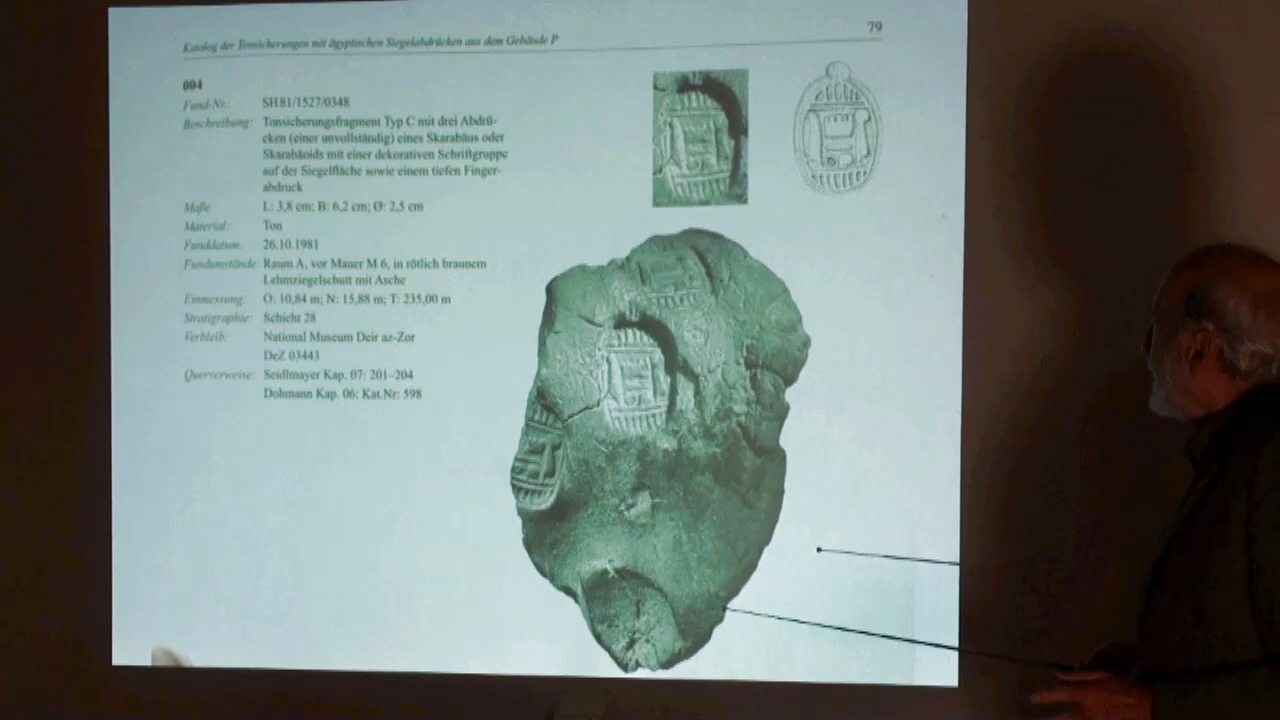 Katalog der Tonsicherungen mit ägyptischen Siegelabdrücken aus dem Gebäude P
79
004
Fund-Nr.: SH 81/1527/0348
Beschreibung: Tonsicherungsfragment Typ C mit drei Abdrü-
cken (einer unvollständig) eines Skarabäus oder
Skarabäoids mit einer dekorativen Schriftgruppe
auf der Siegelfläche sowie einem tiefen Finger-
abdruck
Maße: L: 3,8 cm; B: 6,2 cm; Ø: 2,5 cm
Material: Ton
Funddatum: 26.10.1981
Fundumstände: Raum A, vor Mauer M 6, in rötlich braunem
Lehmziegelschutt mit Asche
Einmessung: O: 10,84 m; N: 15,88 m; T: 235,00 m
Stratigraphie: Schicht 28
Verbleib: National Museum Deir az-Zor
DeZ 03443
Querverweise: Seidlmayer Kap. 07: 201–204
Dohmann Kap. 06: Kat.Nr: 598